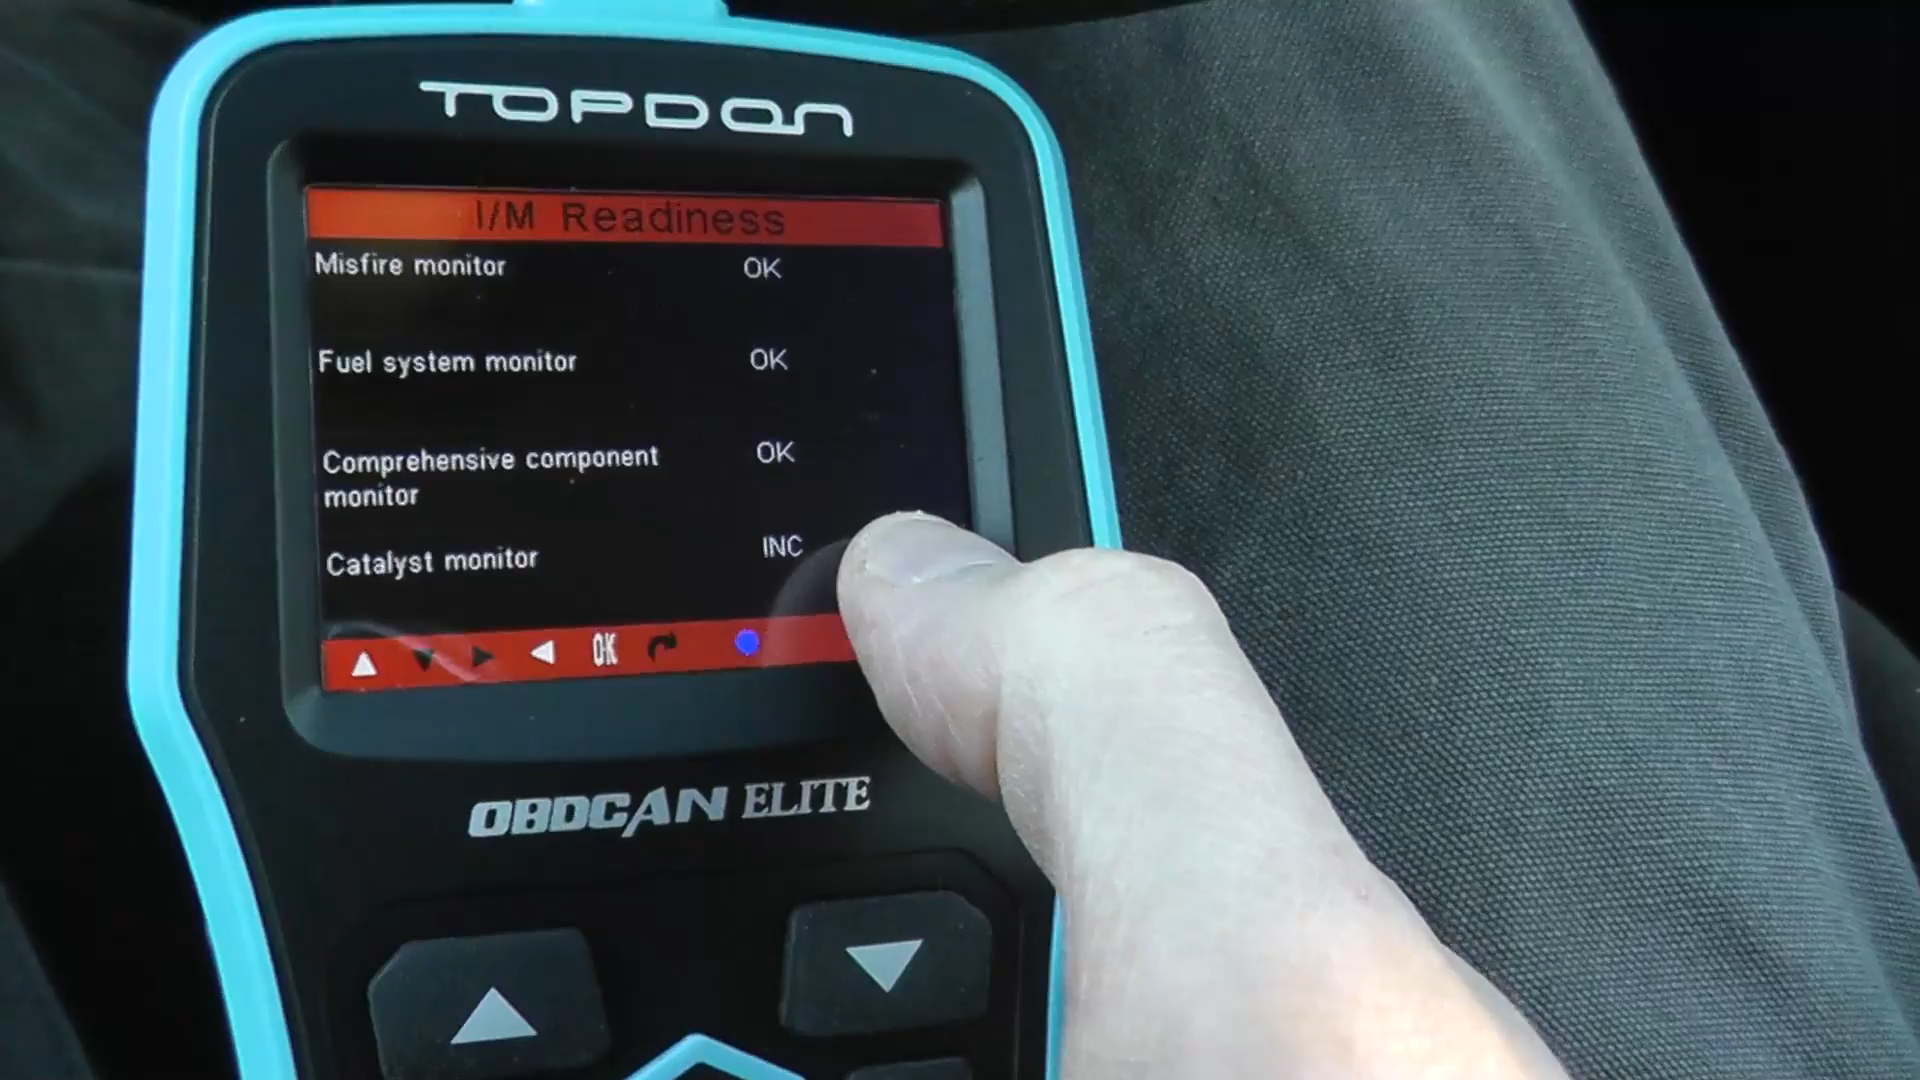 TOPDON
I/M Readiness
Misfire monitor OK
Fuel system monitor OK
Comprehensive component OK
monitor
Catalyst monitor INC
OK
OBDCAN ELITE